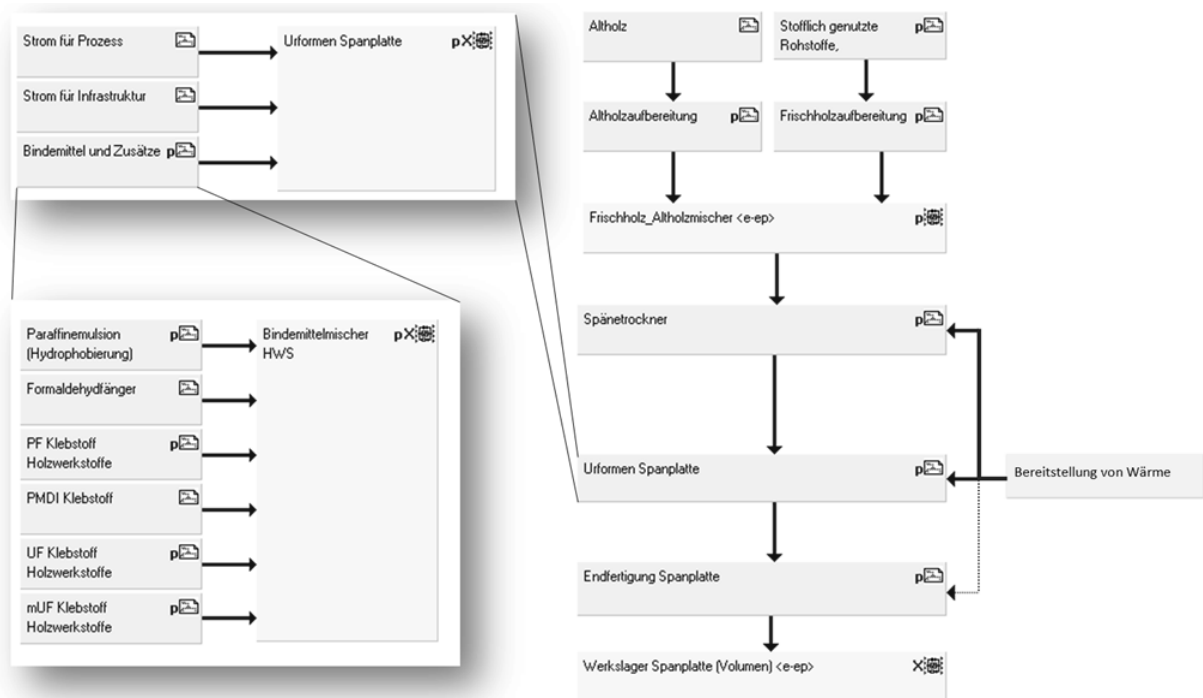 Strom für Prozess
Urformen Spanplatte
pX
Strom für Infrastruktur
Bindemittel und Zusätze p
Paraffinemulsion p
(Hydrophobierung)
Bindemittelmischer pX
HWS
Formaldehydfänger
PF Klebstoff p
Holzwerkstoffe
PMDI Klebstoff
UF Klebstoff p
Holzwerkstoffe
mUF Klebstoff p
Holzwerkstoffe
Altholz
Stofflich genutzte p
Rohstoffe,
Altholzaufbereitung p
Frischholzaufbereitung p
Frischholz_Altholzmischer <e-ep> p
Spänetrockner p
Urformen Spanplatte p
Bereitstellung von Wärme
Endfertigung Spanplatte p
Werkslager Spanplatte (Volumen) <e-ep> X